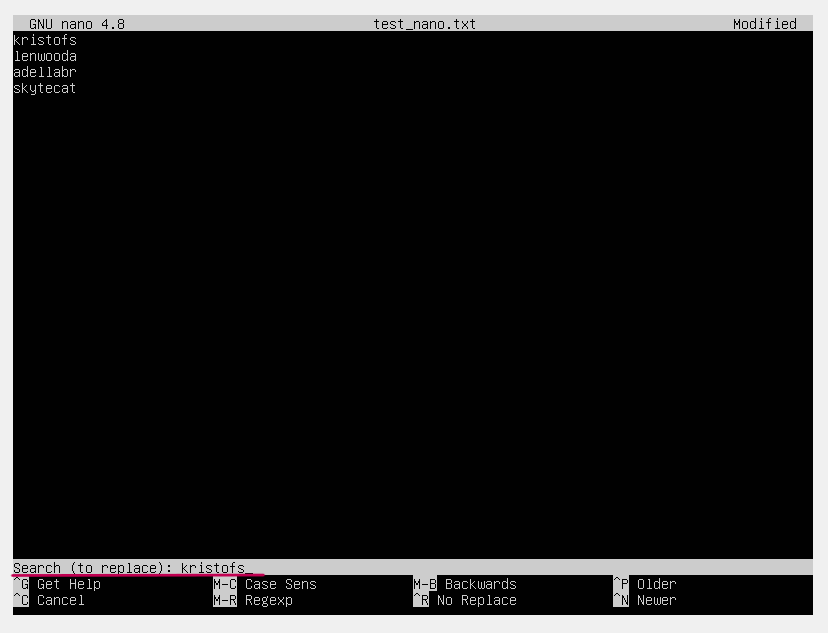 GNU nano 4.8 test_nano.txt Modified
kristofs
lenwooda
adellabr
skytecat
Search (to replace): kristofs_
^G Get Help M-C Case Sens M-B Backwards ^P Older
^C Cancel M-R Regexp ^R No Replace ^N Newer